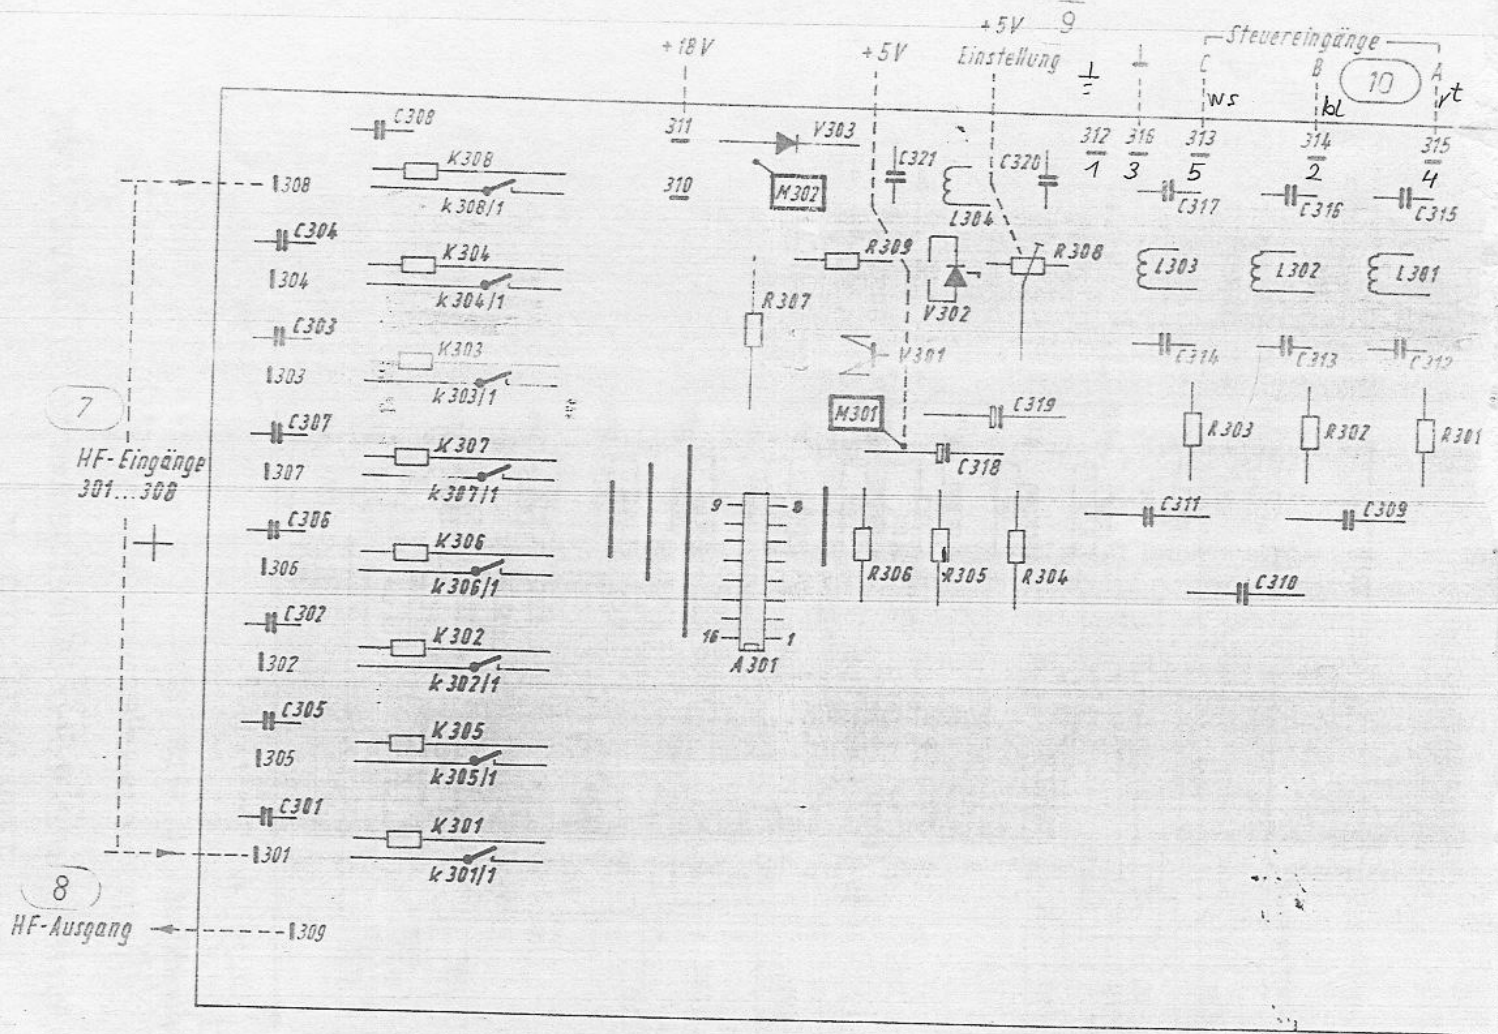 9
+18V
+5V
+5V
Einstellung
Steuereingänge
C
B
10
A
ws
bl
rt
C308
311
V303
312
316
313
314
315
1
3
5
2
4
K308
308
k308/1
310
M302
C321
C320
L304
C317
C316
C315
C304
K304
304
k304/1
R309
R308
L303
L302
L301
R307
V302
C303
K303
303
k303/1
V301
C314
C313
C312
7
M301
C319
C307
K307
307
k307/1
C318
R303
R302
R301
HF-Eingänge
301...308
9
8
C311
C309
C306
K306
306
k306/1
R306
R305
R304
C310
C302
K302
302
k302/1
16
1
A301
C305
K305
305
k305/1
C301
K301
301
k301/1
8
HF-Ausgang
309